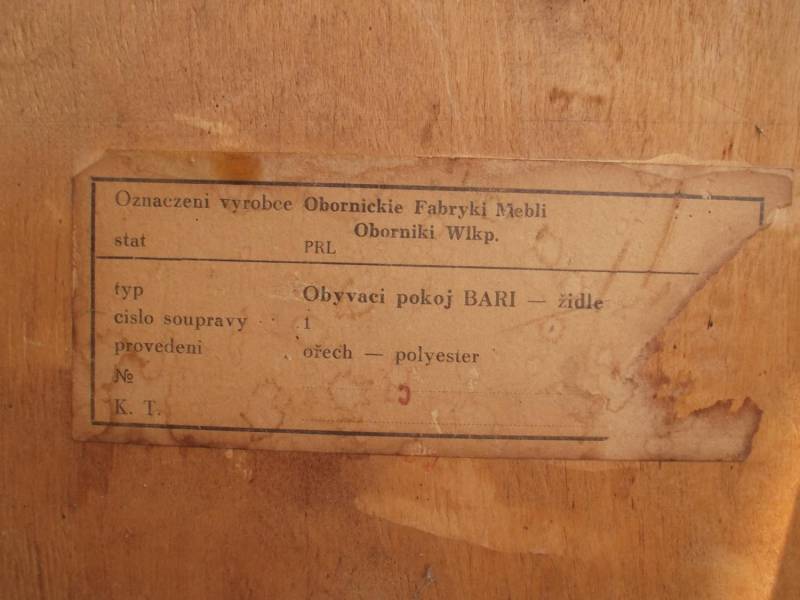 Oznaczeni vyrobce Obornickie Fabryki Mebli
Oborniki Wlkp.
stat PRL
typ Obyvaci pokoj BARI — židle
cislo soupravy 1
provedeni ořech — polyester
№
K. T.